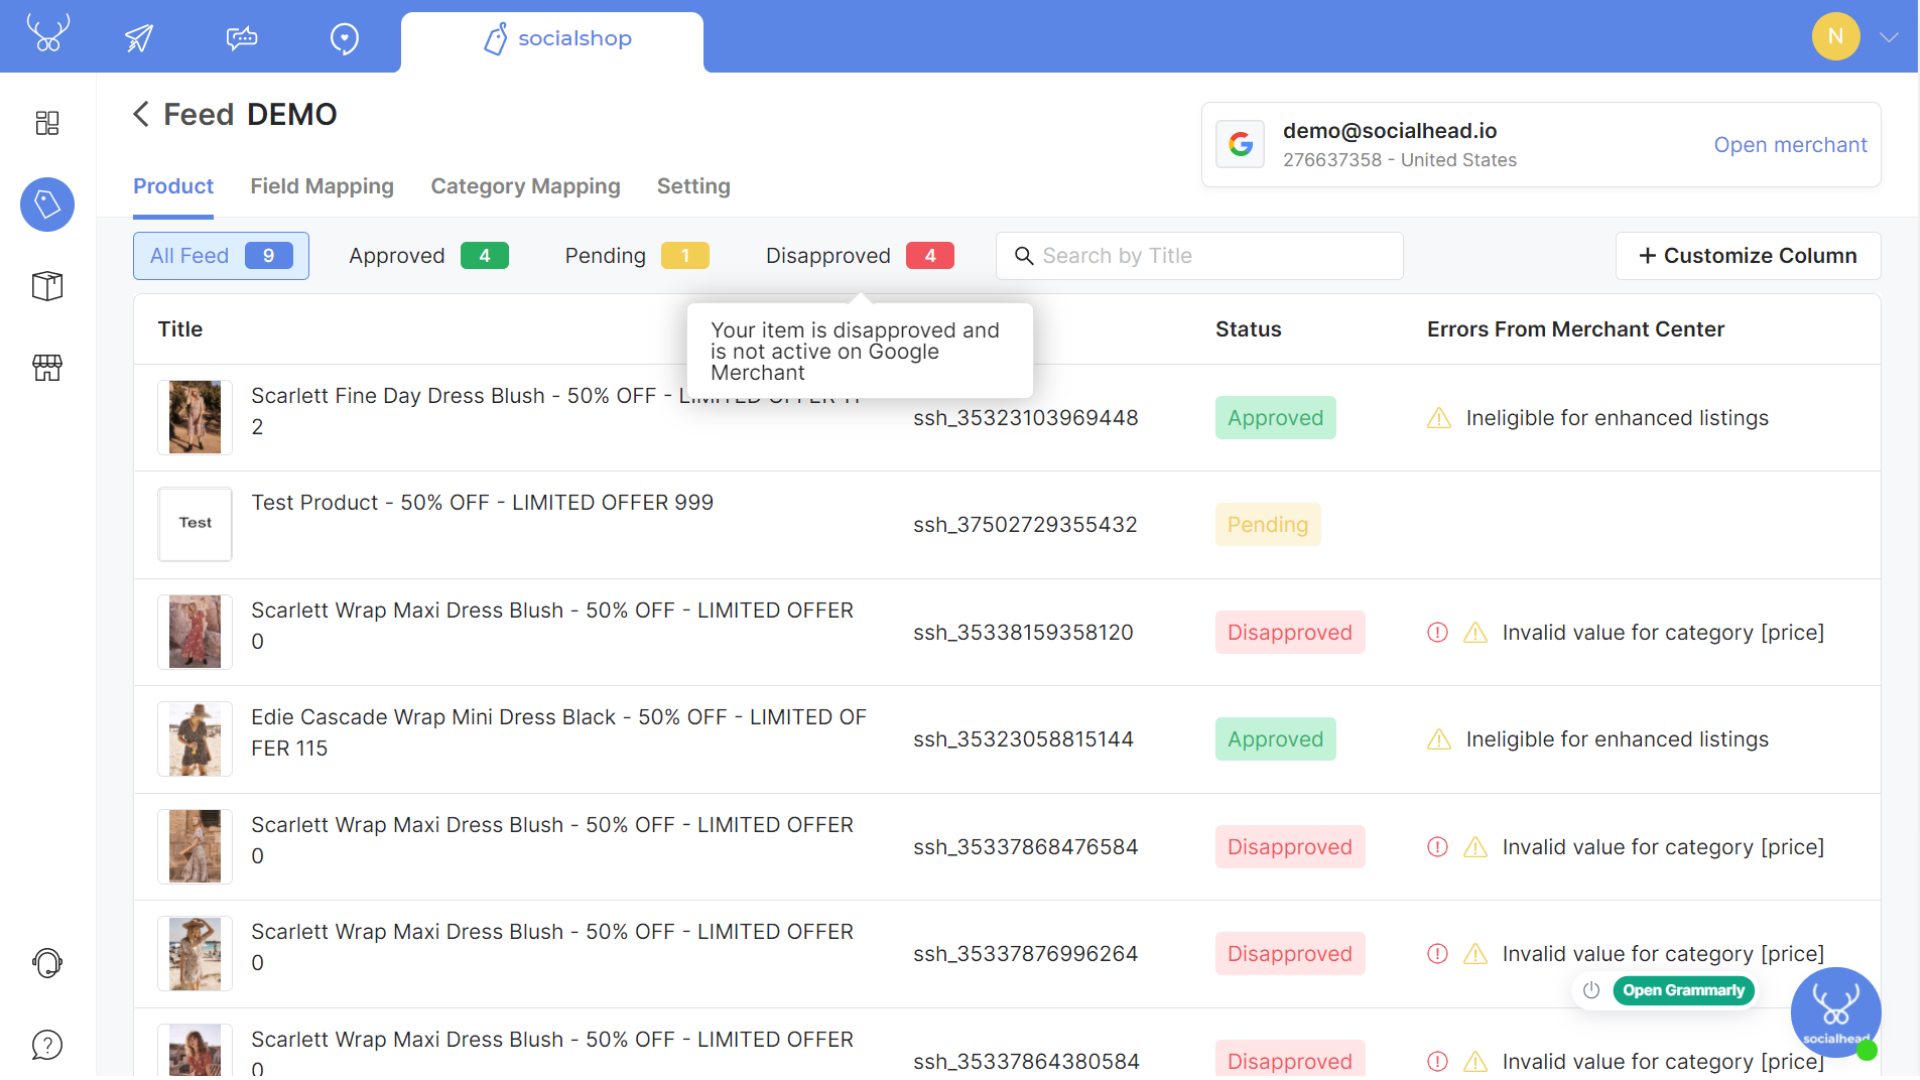 socialshop
N
Feed DEMO
demo@socialhead.io
276637358 - United States
Open merchant
Product
Field Mapping
Category Mapping
Setting
All Feed 9
Approved 4
Pending 1
Disapproved 4
Search by Title
+ Customize Column
Your item is disapproved and
is not active on Google
Merchant
Title
Status
Errors From Merchant Center
Scarlett Fine Day Dress Blush - 50% OFF - LIMITED OFFER 11
2
ssh_35323103969448
Approved
Ineligible for enhanced listings
Test
Test Product - 50% OFF - LIMITED OFFER 999
ssh_37502729355432
Pending
Scarlett Wrap Maxi Dress Blush - 50% OFF - LIMITED OFFER
0
ssh_35338159358120
Disapproved
Invalid value for category [price]
Edie Cascade Wrap Mini Dress Black - 50% OFF - LIMITED OF
FER 115
ssh_35323058815144
Approved
Ineligible for enhanced listings
Scarlett Wrap Maxi Dress Blush - 50% OFF - LIMITED OFFER
0
ssh_35337868476584
Disapproved
Invalid value for category [price]
Scarlett Wrap Maxi Dress Blush - 50% OFF - LIMITED OFFER
0
ssh_35337876996264
Disapproved
Invalid value for category [price]
Open Grammarly
socialhead
Scarlett Wrap Maxi Dress Blush - 50% OFF - LIMITED OFFER
0
ssh_35337864380584
Disapproved
Invalid value for category [price]